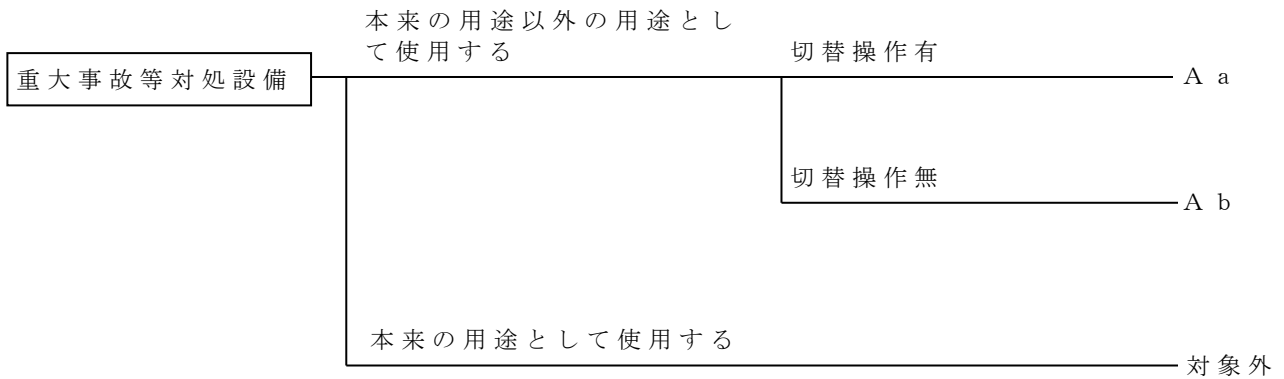 本来の用途以外の用途とし
て使用する
切替操作有
重大事故等対処設備
Ａａ
切替操作無
Ａｂ
本来の用途として使用する
対象外